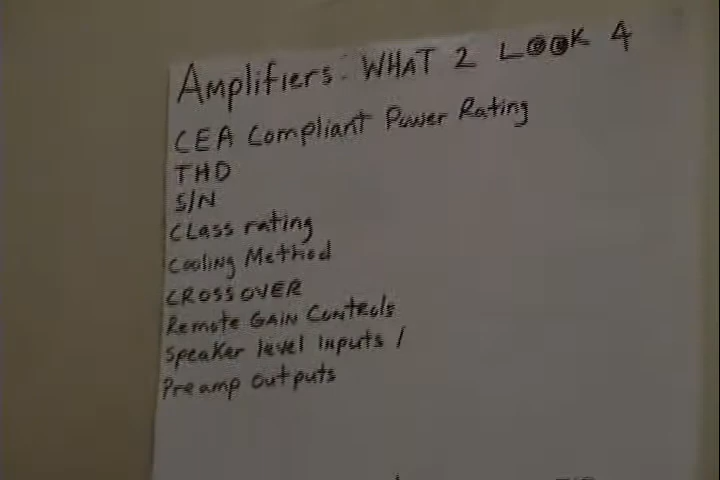 Amplifiers: WHAT 2 LOOK 4
CEA Compliant Power Rating
THD
S/N
CLass rating
Cooling Method
CROSSOVER
Remote GAIN Controls
Speaker level Inputs /
Preamp Outputs